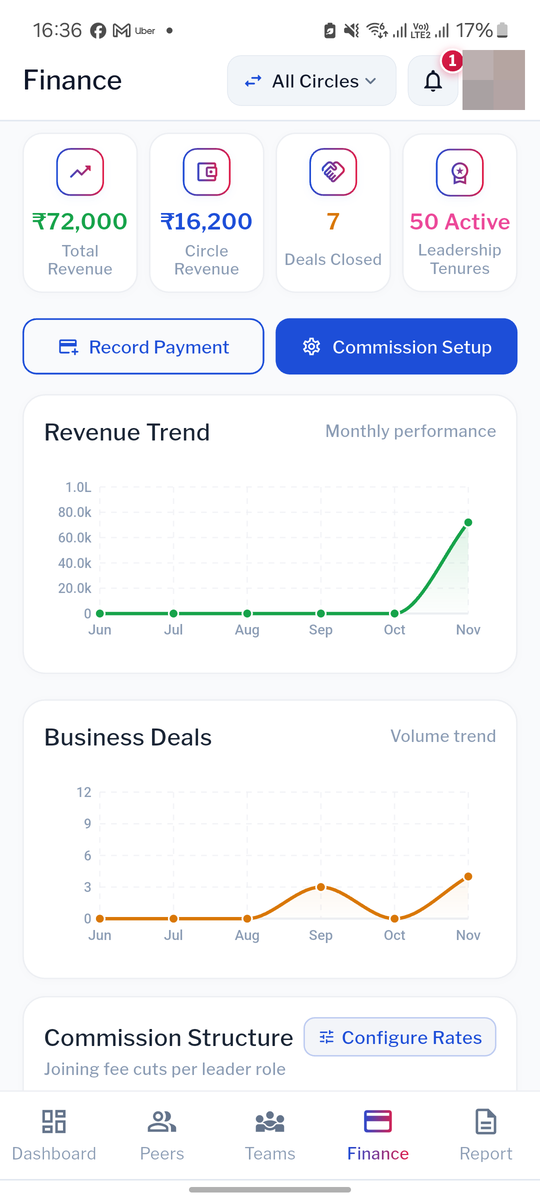 16:36 Uber Vo)) LTE2 17%
Finance
All Circles
1
₹72,000
Total
Revenue
₹16,200
Circle
Revenue
7
Deals Closed
50 Active
Leadership
Tenures
Record Payment
Commission Setup
Revenue Trend
Monthly performance
1.0L
80.0k
60.0k
40.0k
20.0k
0
Jun Jul Aug Sep Oct Nov
Business Deals
Volume trend
12
9
6
3
0
Jun Jul Aug Sep Oct Nov
Commission Structure
Configure Rates
Joining fee cuts per leader role
Dashboard Peers Teams Finance Report